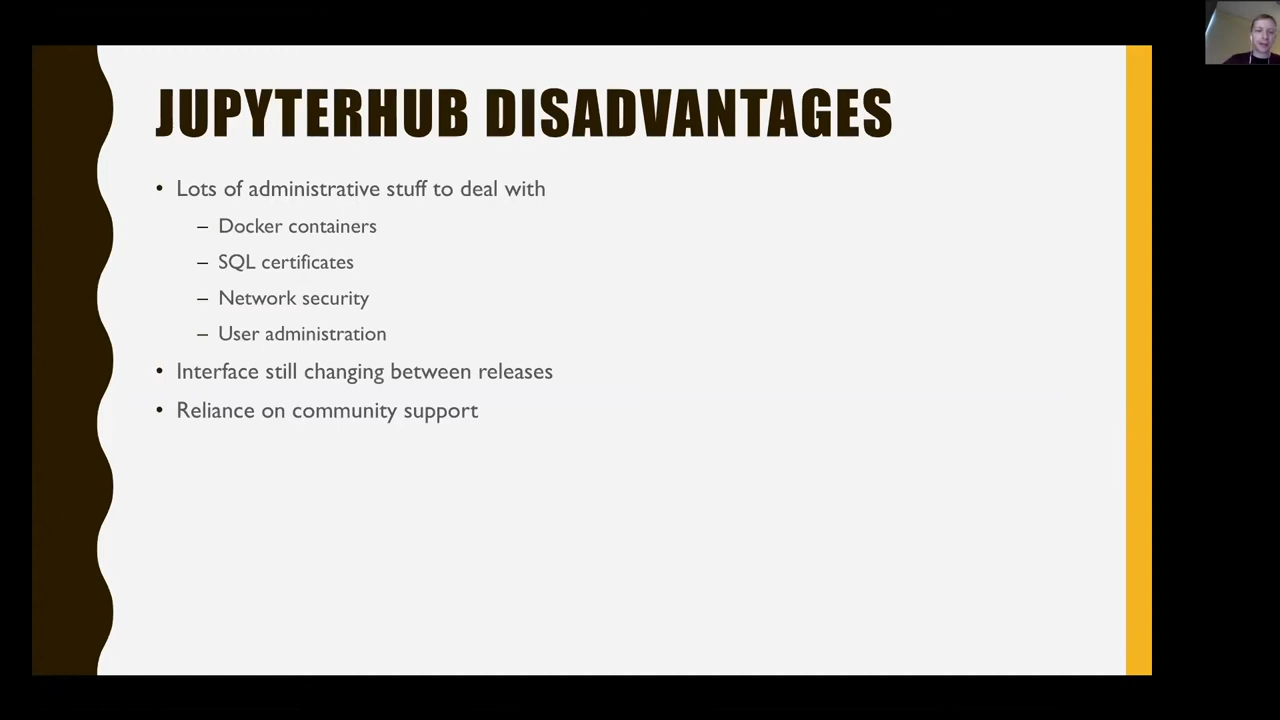 JUPYTERHUB DISADVANTAGES
• Lots of administrative stuff to deal with
– Docker containers
– SQL certificates
– Network security
– User administration
• Interface still changing between releases
• Reliance on community support